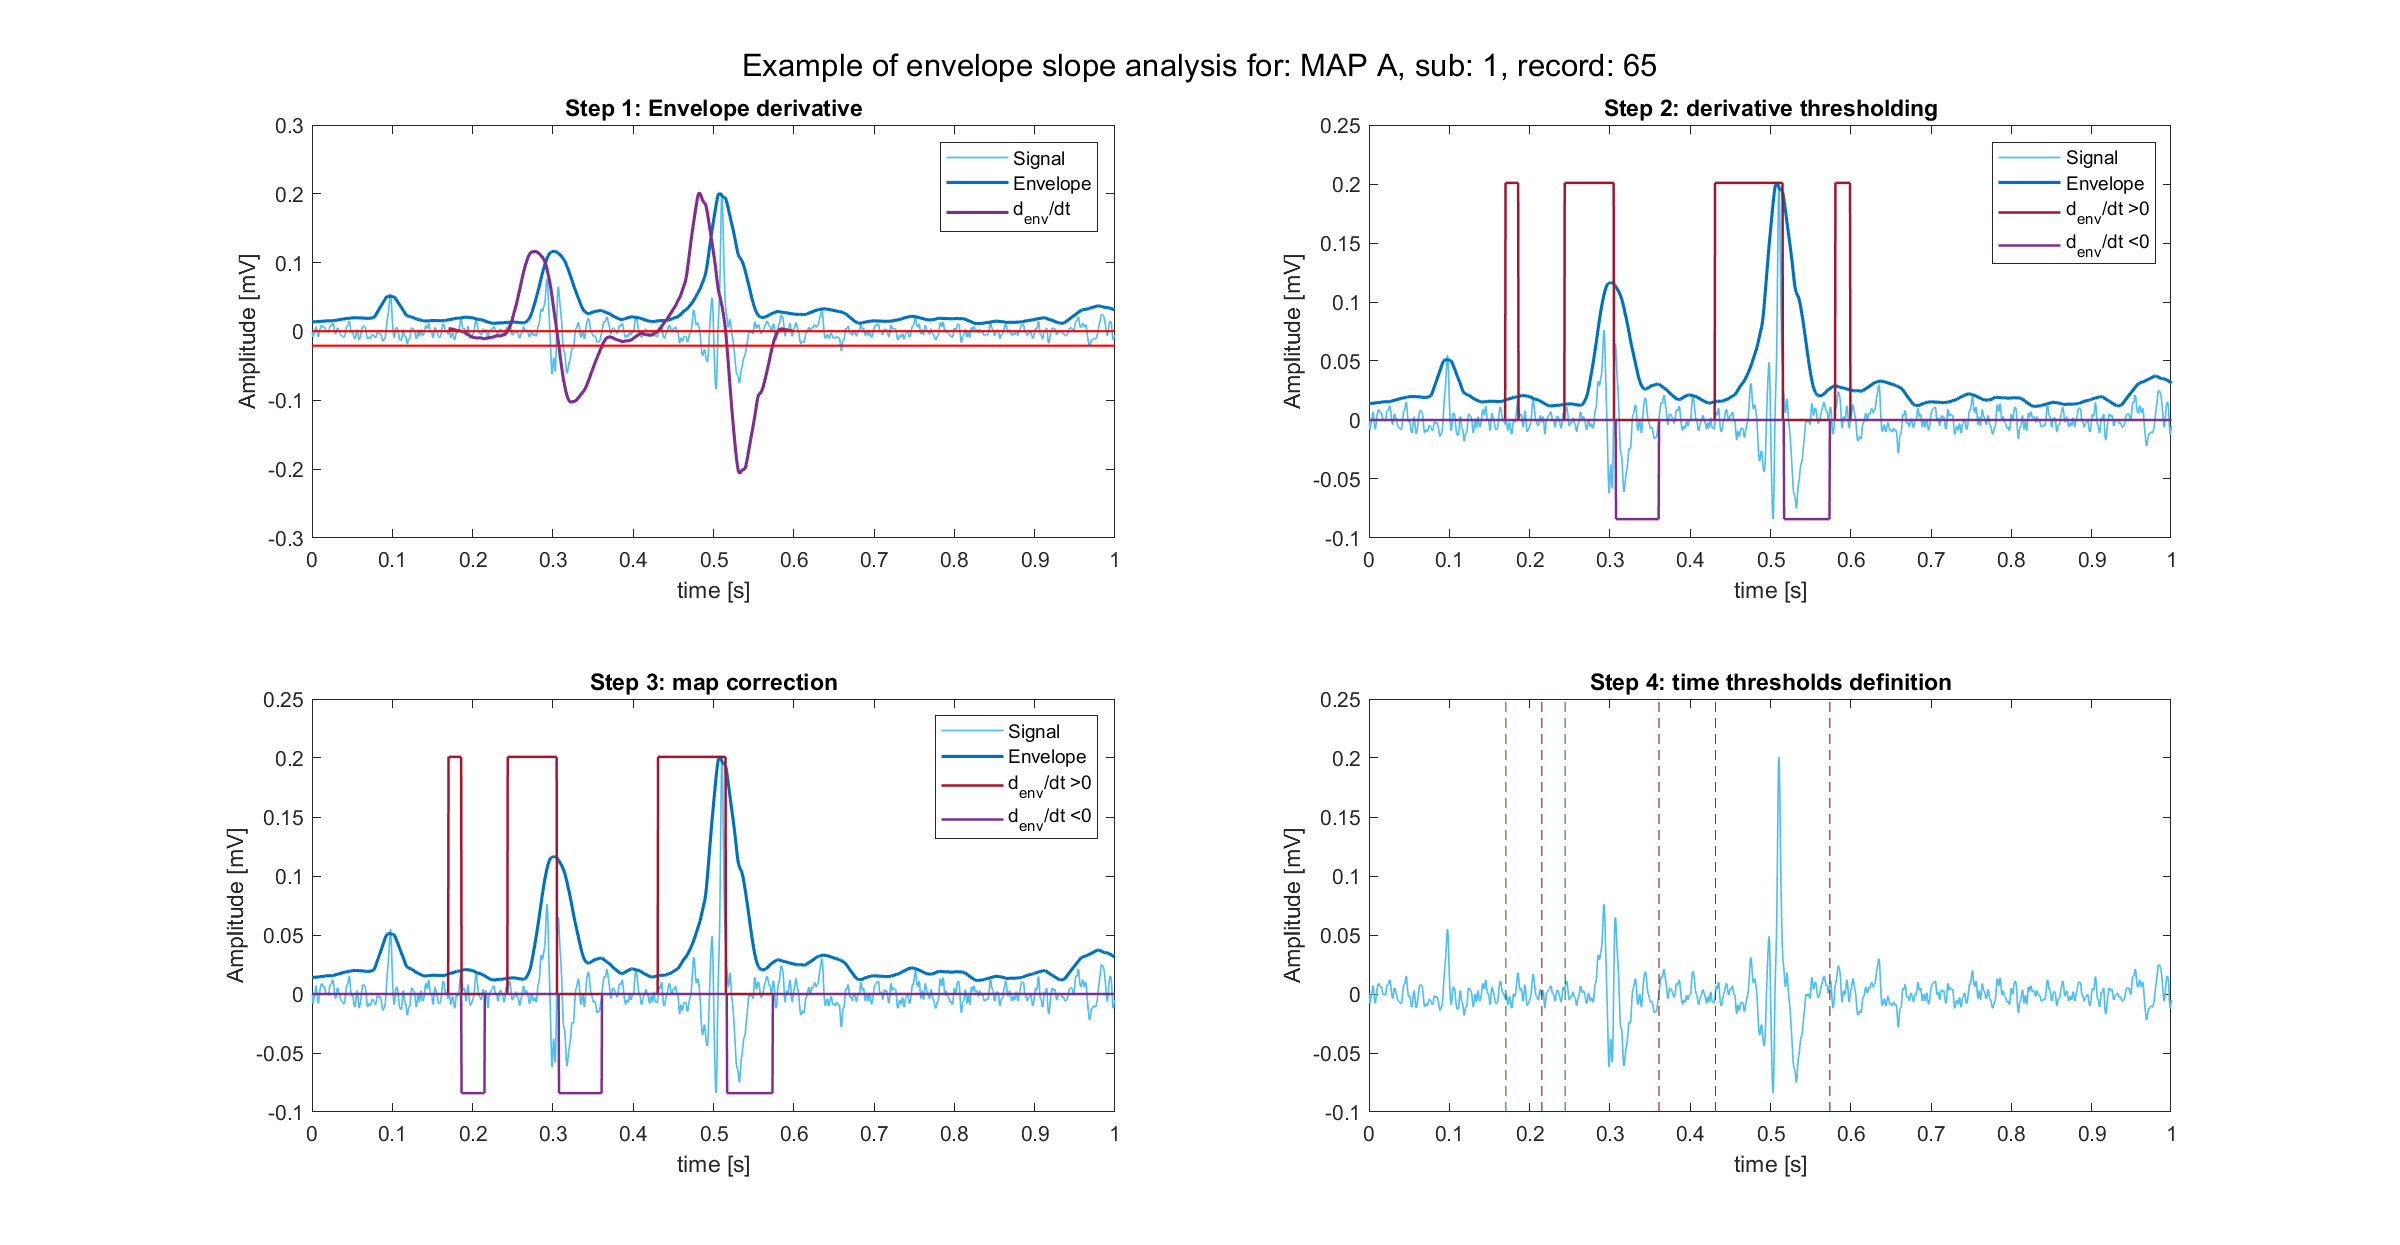 Example of envelope slope analysis for: MAP A, sub: 1, record: 65
Step 1: Envelope derivative
0.3
0.2
0.1
0
-0.1
-0.2
-0.3
Amplitude [mV]
0 0.1 0.2 0.3 0.4 0.5 0.6 0.7 0.8 0.9 1
time [s]
Signal
Envelope
d_env/dt
Step 2: derivative thresholding
0.25
0.2
0.15
0.1
0.05
0
-0.05
-0.1
Amplitude [mV]
0 0.1 0.2 0.3 0.4 0.5 0.6 0.7 0.8 0.9 1
time [s]
Signal
Envelope
d_env/dt >0
d_env/dt <0
Step 3: map correction
0.25
0.2
0.15
0.1
0.05
0
-0.05
-0.1
Amplitude [mV]
0 0.1 0.2 0.3 0.4 0.5 0.6 0.7 0.8 0.9 1
time [s]
Signal
Envelope
d_env/dt >0
d_env/dt <0
Step 4: time thresholds definition
0.25
0.2
0.15
0.1
0.05
0
-0.05
-0.1
Amplitude [mV]
0 0.1 0.2 0.3 0.4 0.5 0.6 0.7 0.8 0.9 1
time [s]